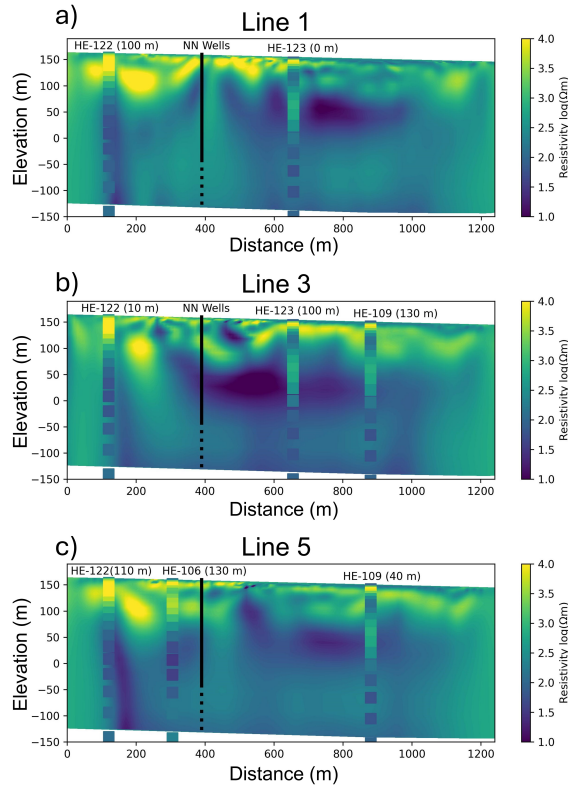 a)
Line 1
HE-122 (100 m) NN Wells HE-123 (0 m)
Elevation (m)
150
100
50
0
−50
−100
−150
0 200 400 600 800 1000 1200
Distance (m)
4.0
3.5
3.0
2.5
2.0
1.5
1.0
Resistivity log(Ωm)
b)
Line 3
HE-122 (10 m) NN Wells HE-123 (100 m) HE-109 (130 m)
Elevation (m)
150
100
50
0
−50
−100
−150
0 200 400 600 800 1000 1200
Distance (m)
4.0
3.5
3.0
2.5
2.0
1.5
1.0
Resistivity log(Ωm)
c)
Line 5
HE-122(110 m) HE-106 (130 m) HE-109 (40 m)
Elevation (m)
150
100
50
0
−50
−100
−150
0 200 400 600 800 1000 1200
Distance (m)
4.0
3.5
3.0
2.5
2.0
1.5
1.0
Resistivity log(Ωm)